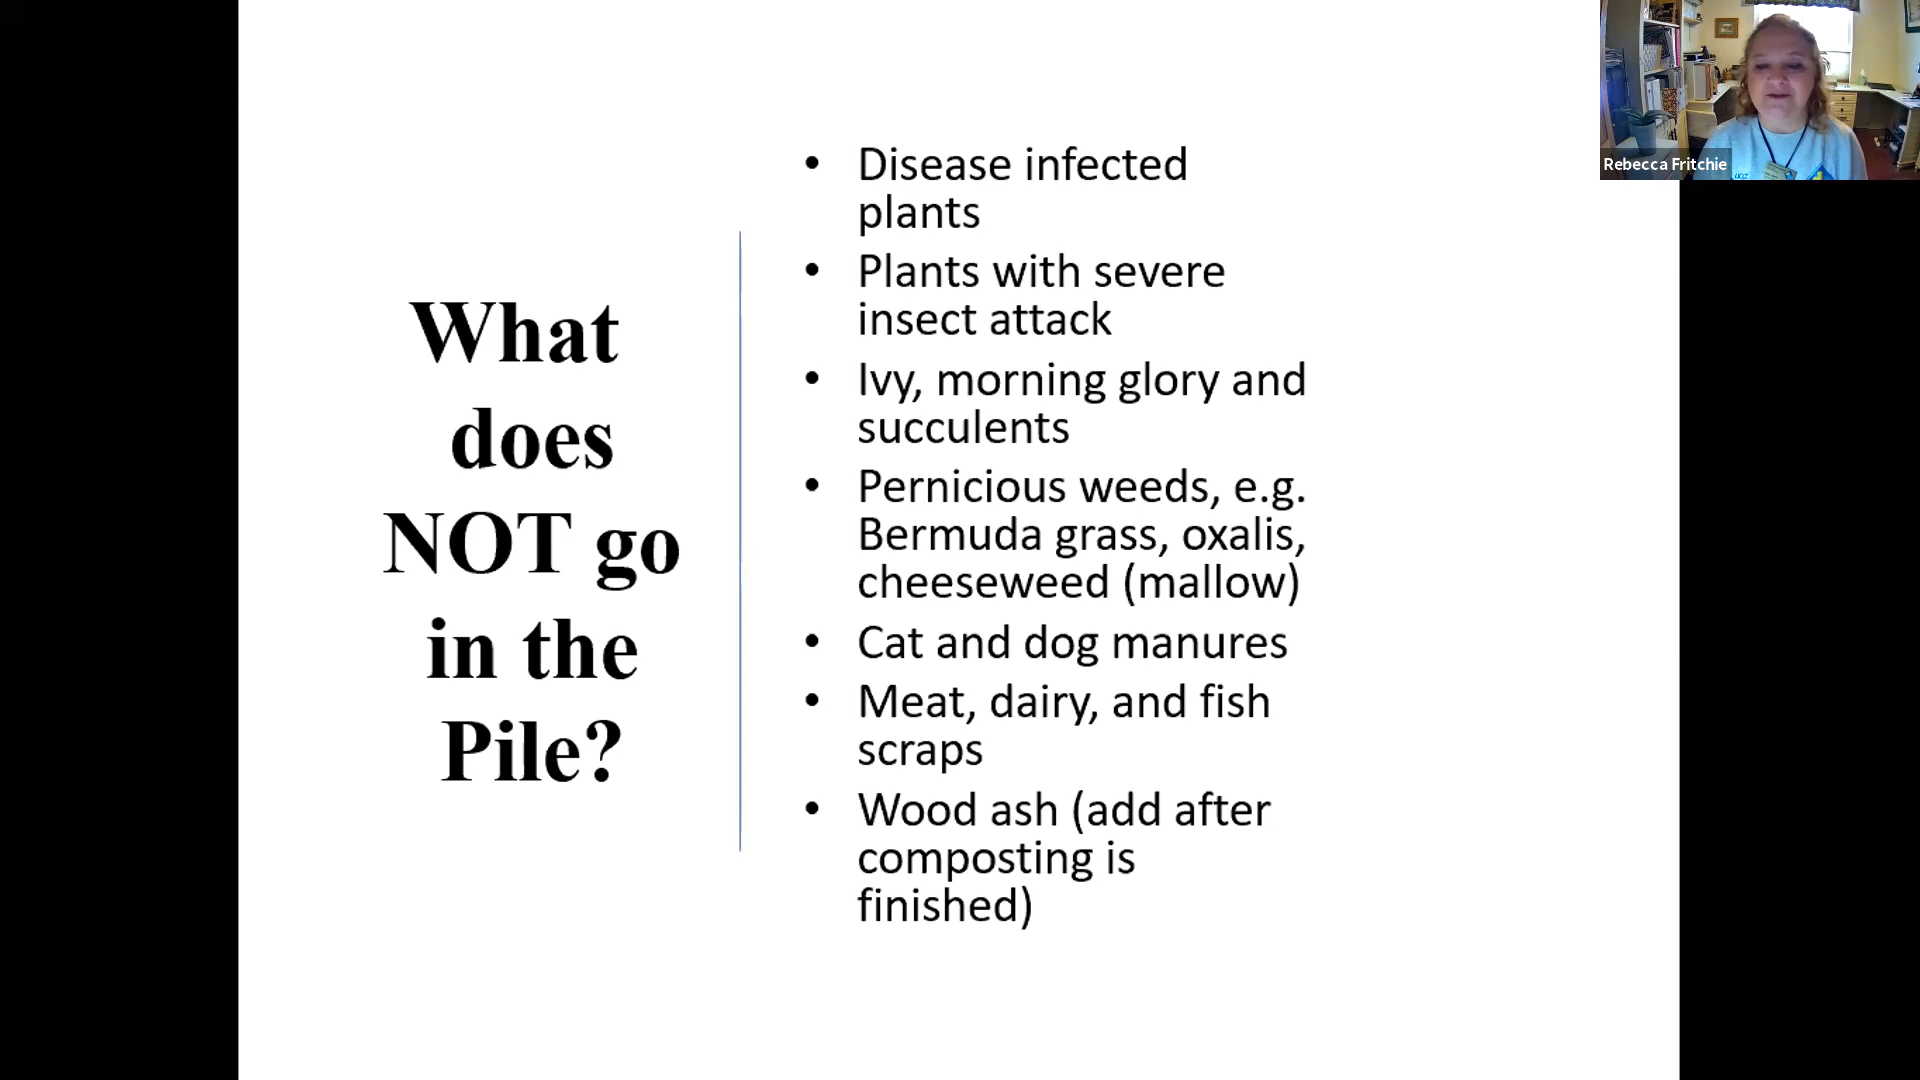 What
does
NOT go
in the
Pile?
• Disease infected
plants
• Plants with severe
insect attack
• Ivy, morning glory and
succulents
• Pernicious weeds, e.g.
Bermuda grass, oxalis,
cheeseweed (mallow)
• Cat and dog manures
• Meat, dairy, and fish
scraps
• Wood ash (add after
composting is
finished)
Rebecca Fritchie